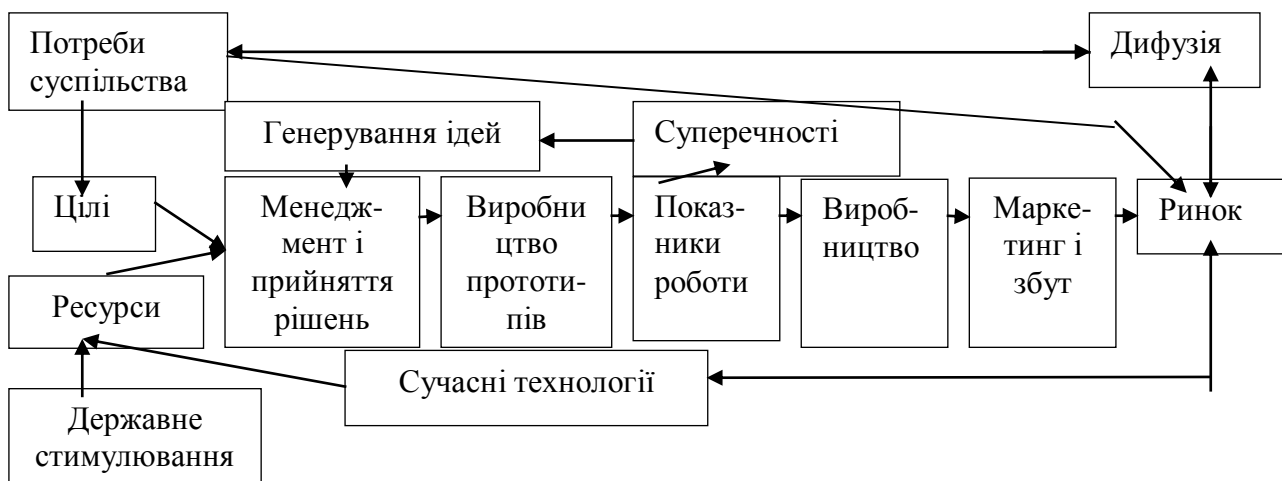 Потреби
суспільства
Дифузія
Генерування ідей
Суперечності
Цілі
Менедж-
мент і
прийняття
рішень
Виробни
цтво
прототи-
пів
Показ-
ники
роботи
Вироб-
ництво
Марке-
тинг і
збут
Ринок
Ресурси
Сучасні технології
Державне
стимулювання